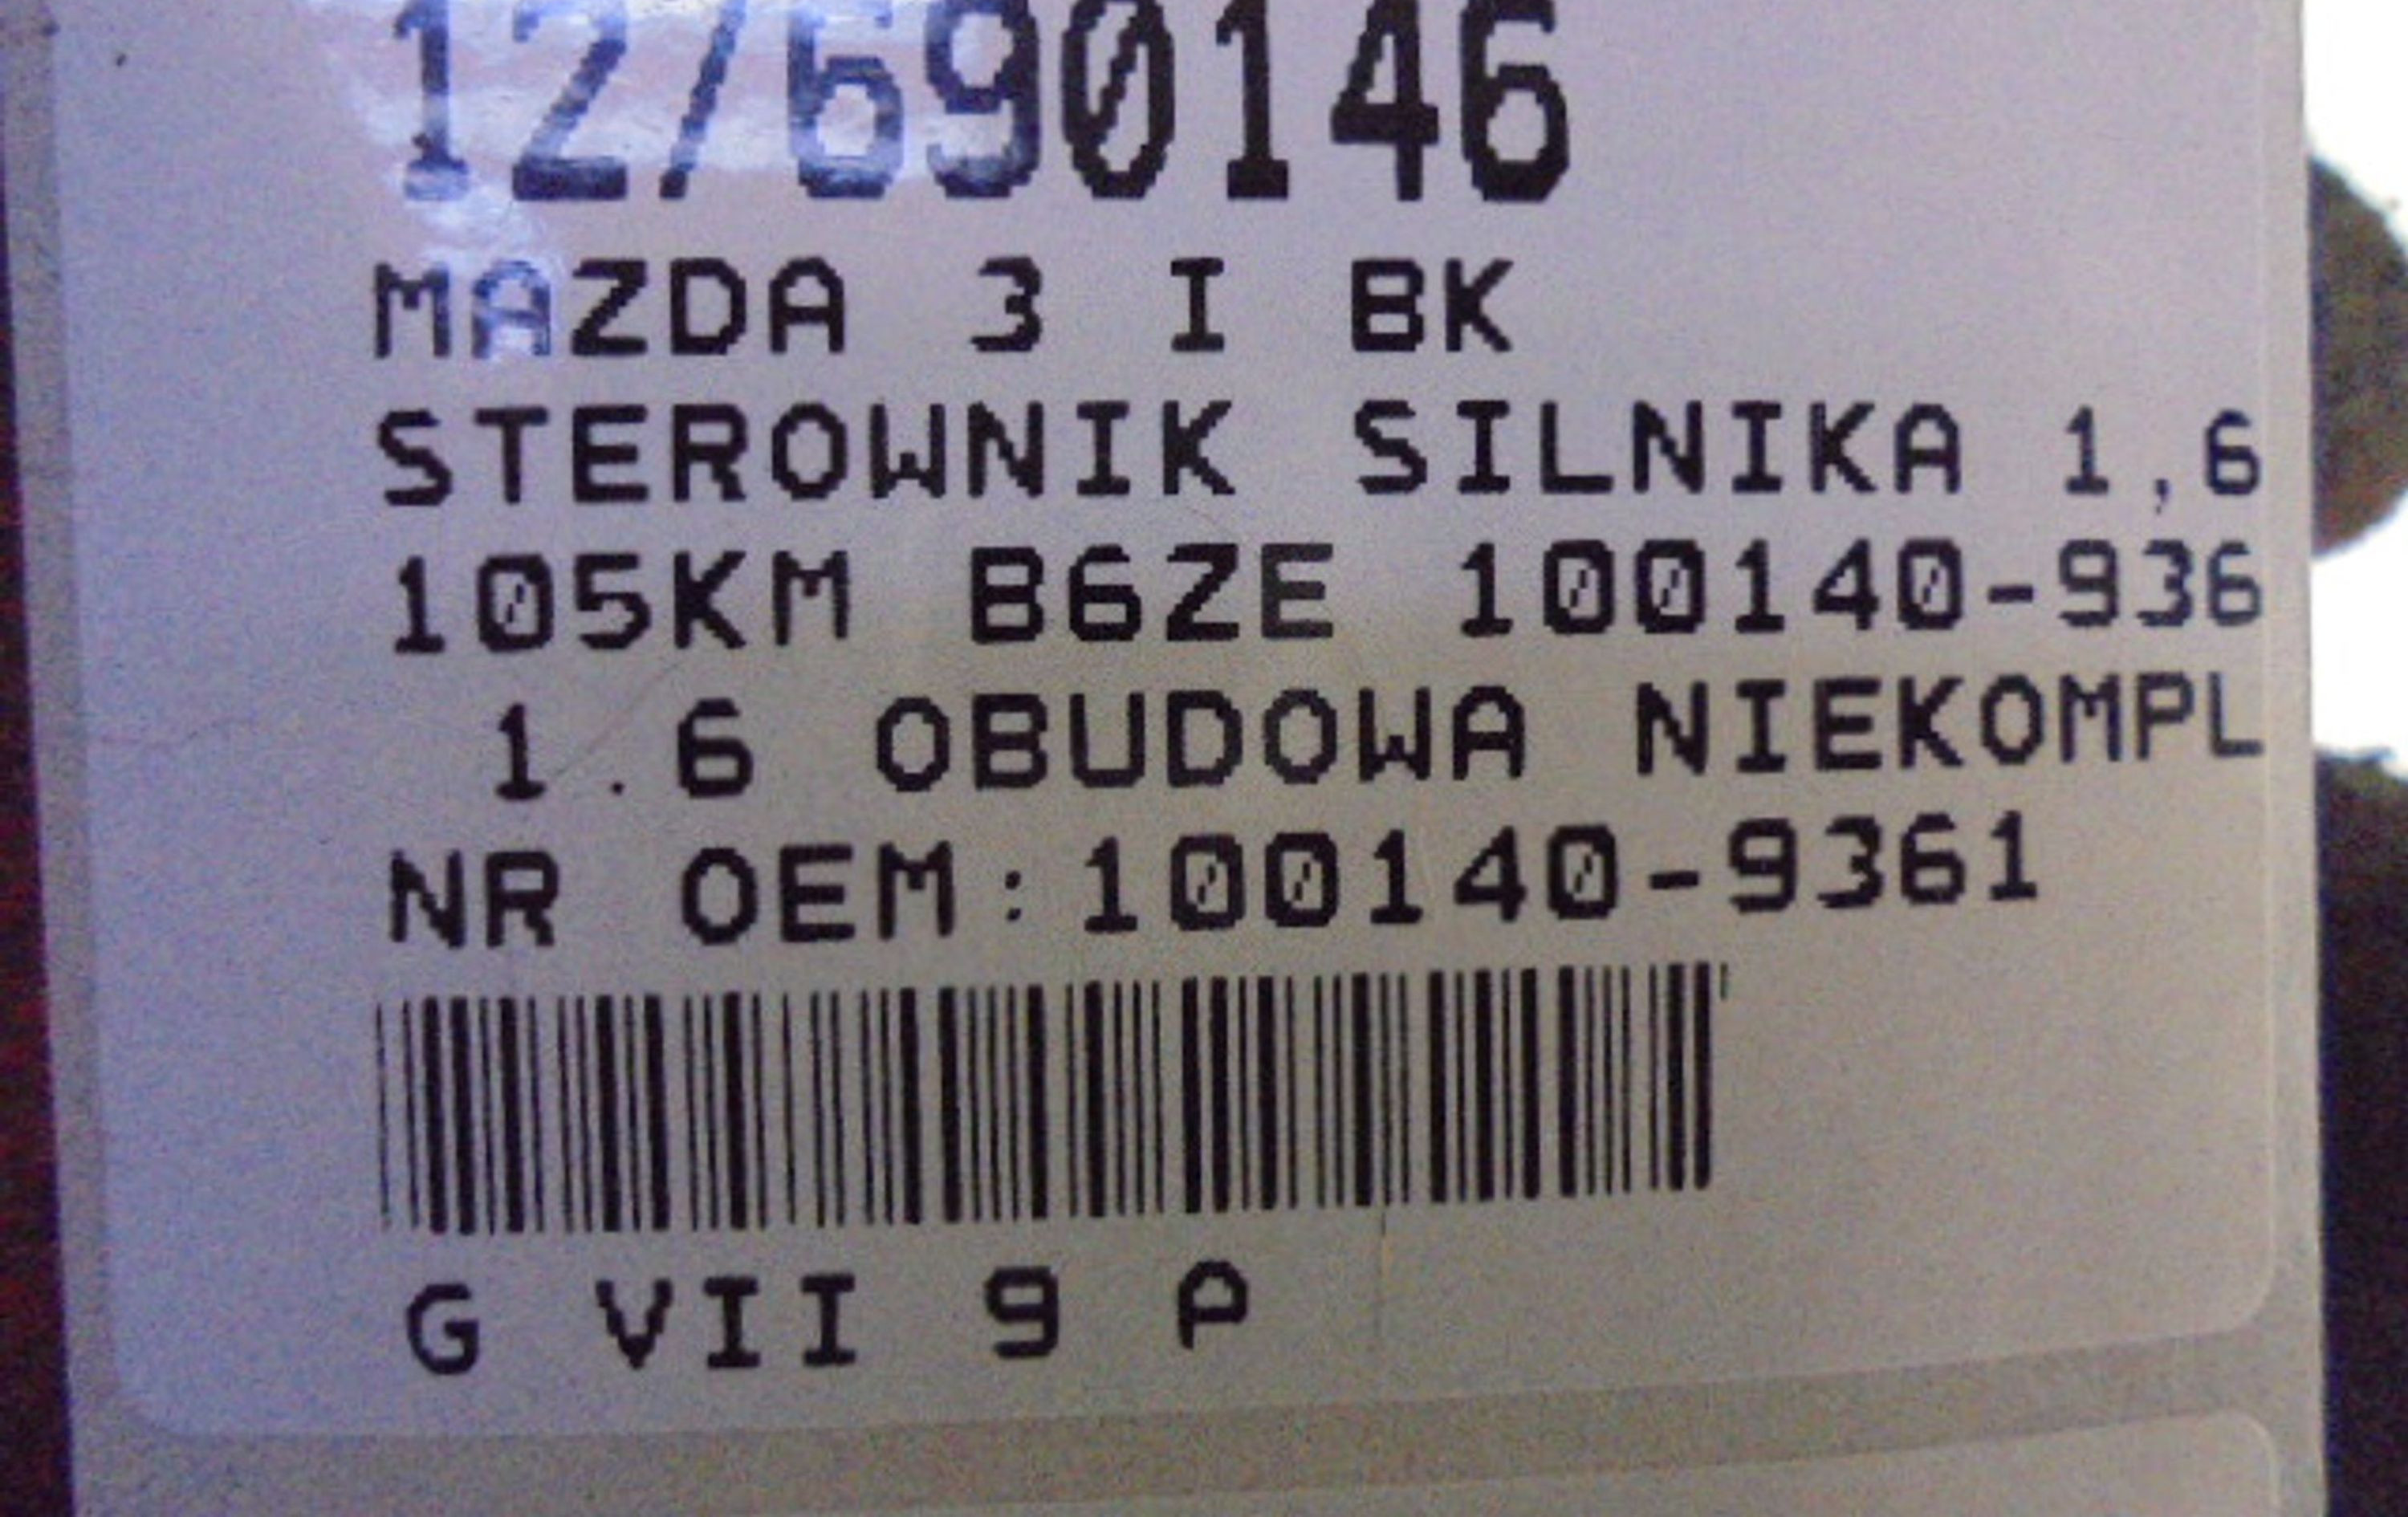 12/690146
MAZDA 3 I BK
STEROWNIK SILNIKA 1,6
105KM B6ZE 100140-936
1.6 OBUDOWA NIEKOMPL
NR OEM:100140-9361
G VII 9 P